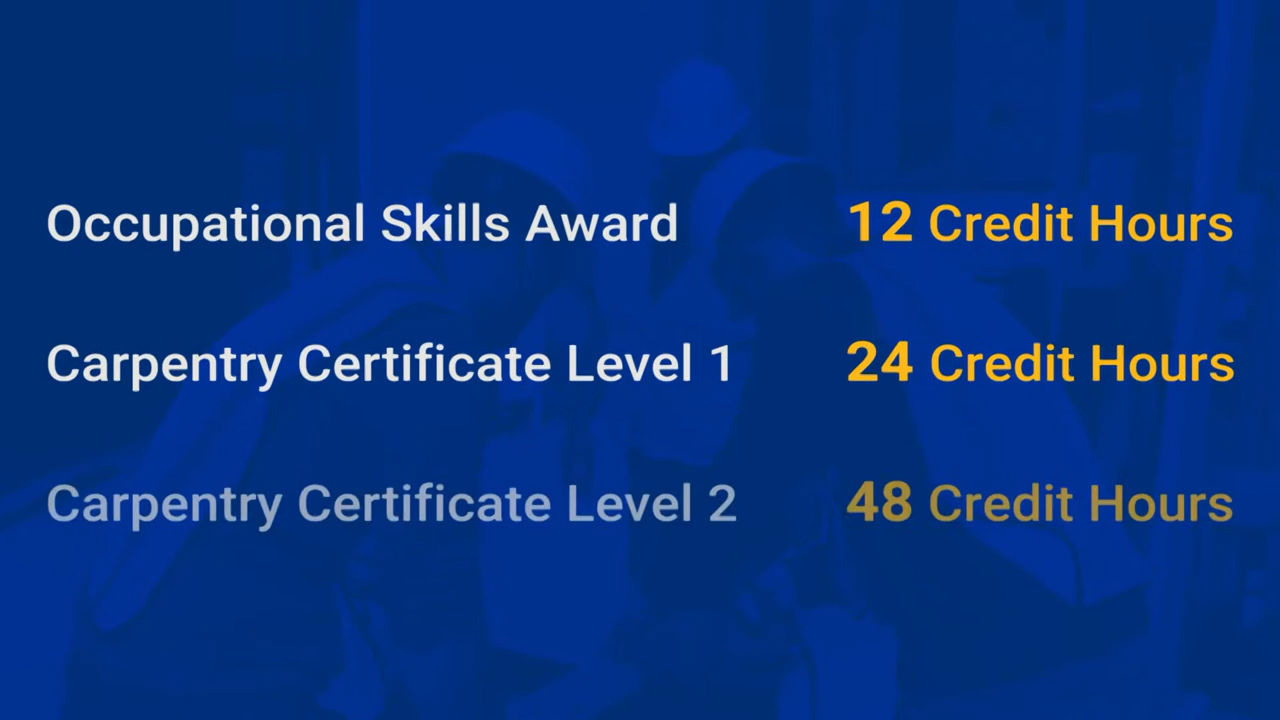 Occupational Skills Award 12 Credit Hours
Carpentry Certificate Level 1 24 Credit Hours
Carpentry Certificate Level 2 48 Credit Hours